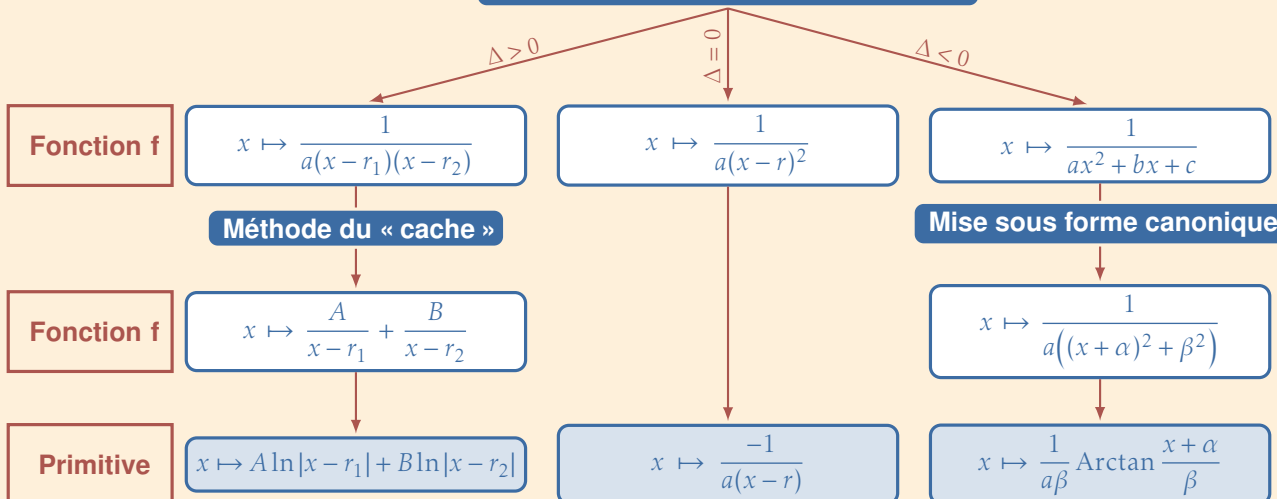 Δ > 0
Δ = 0
Δ < 0
Fonction f
x ↦ 1/(a(x − r₁)(x − r₂))
x ↦ 1/(a(x − r)²)
x ↦ 1/(ax² + bx + c)
Méthode du « cache »
Mise sous forme canonique
Fonction f
x ↦ A/(x − r₁) + B/(x − r₂)
x ↦ 1/(a((x + α)² + β²))
Primitive
x ↦ A ln|x − r₁| + B ln|x − r₂|
x ↦ −1/(a(x − r))
x ↦ 1/(aβ) Arctan (x + α)/β